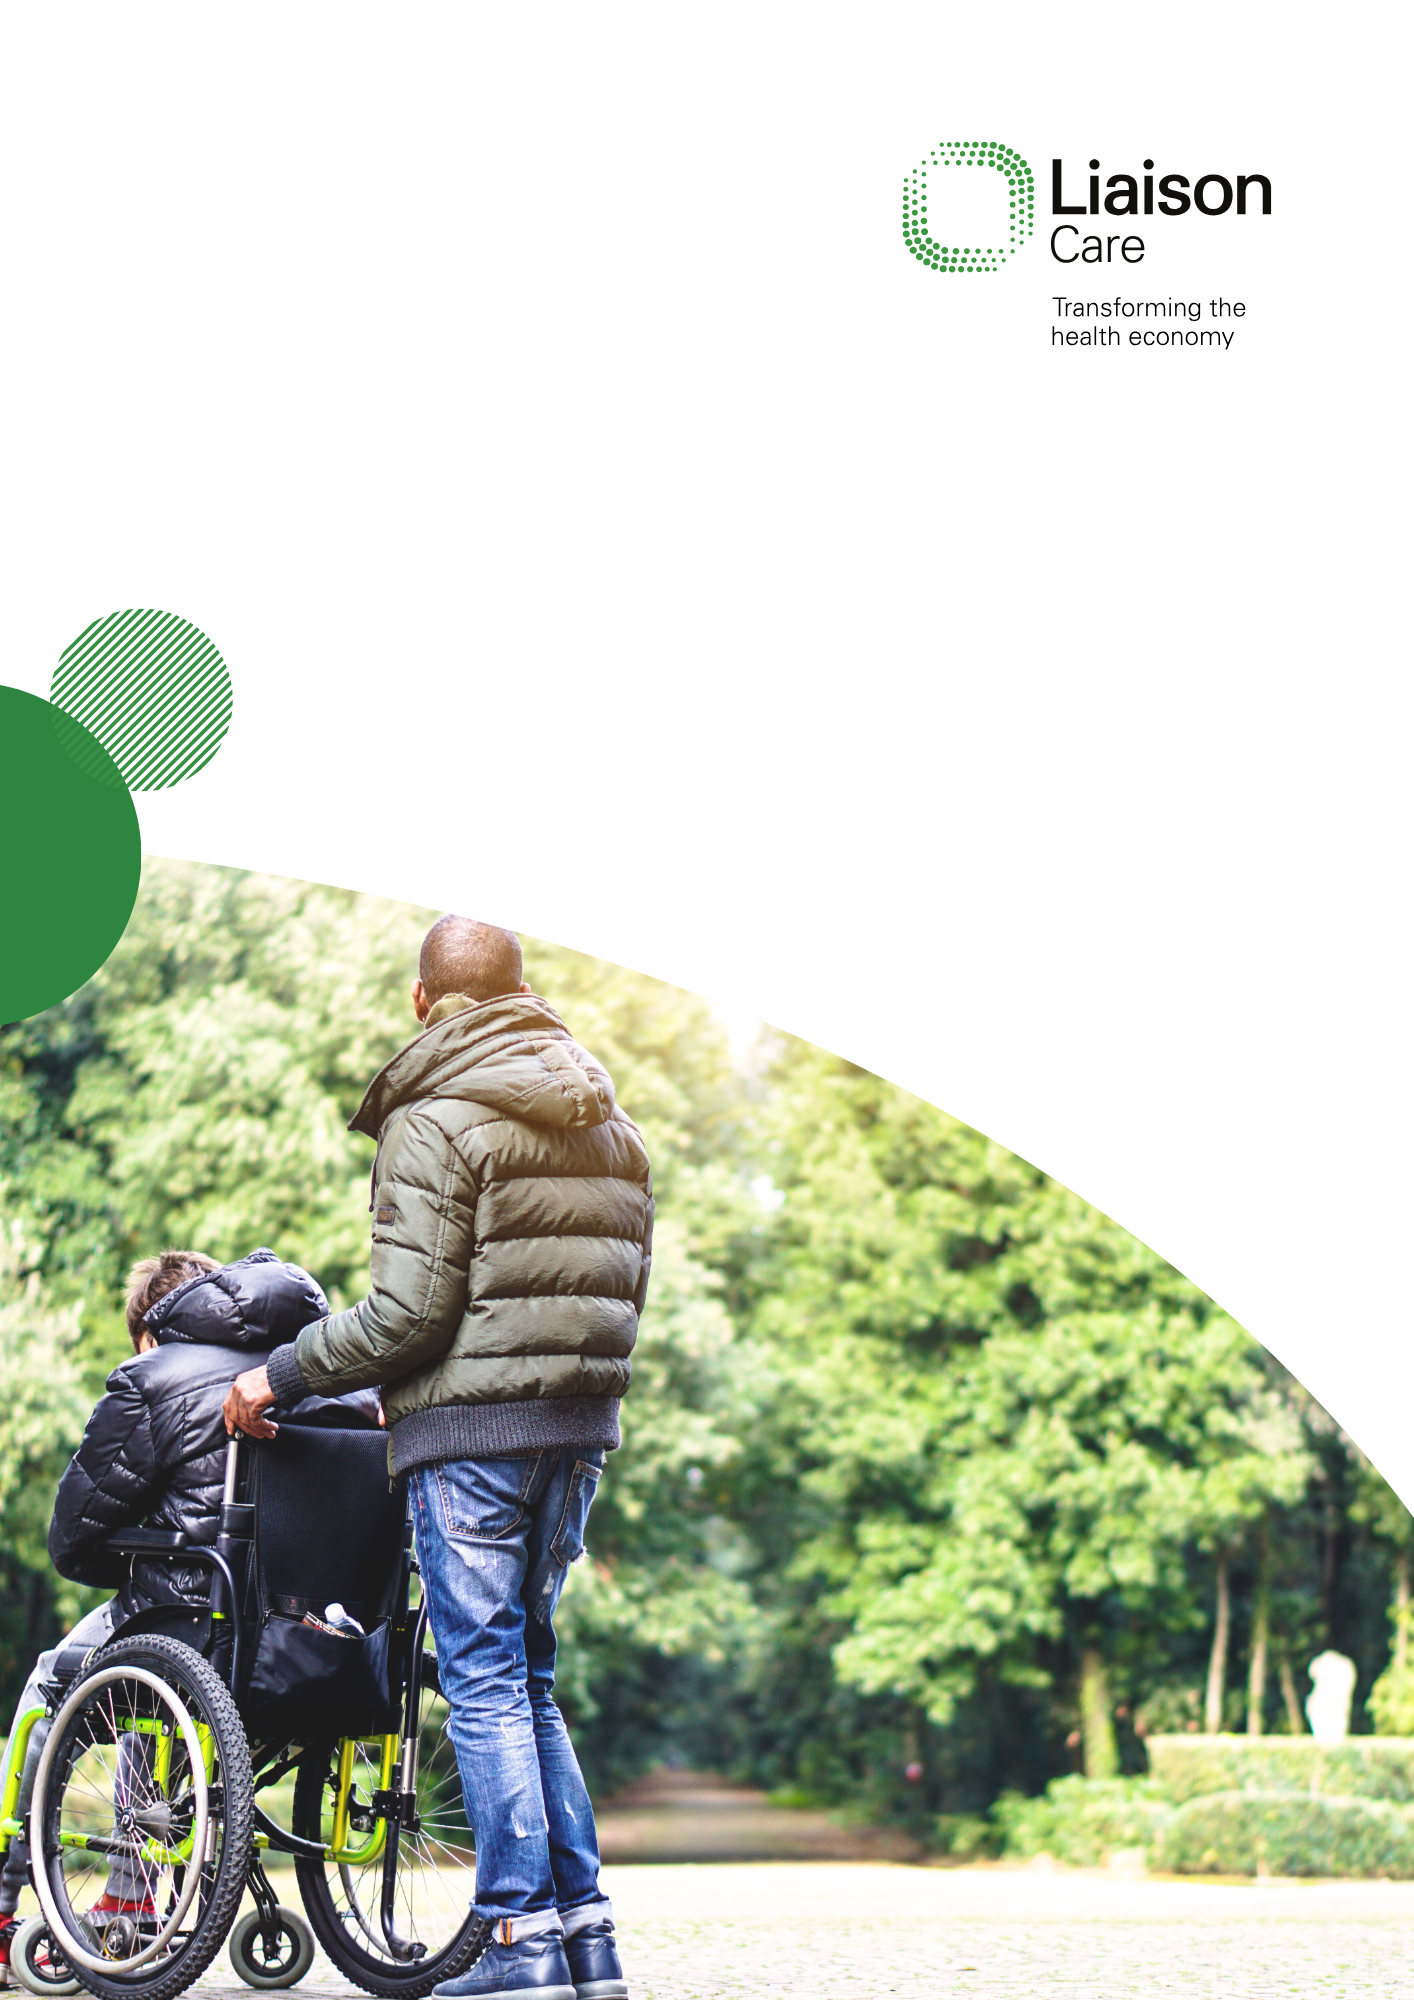 Liaison
Care
Transforming the
health economy